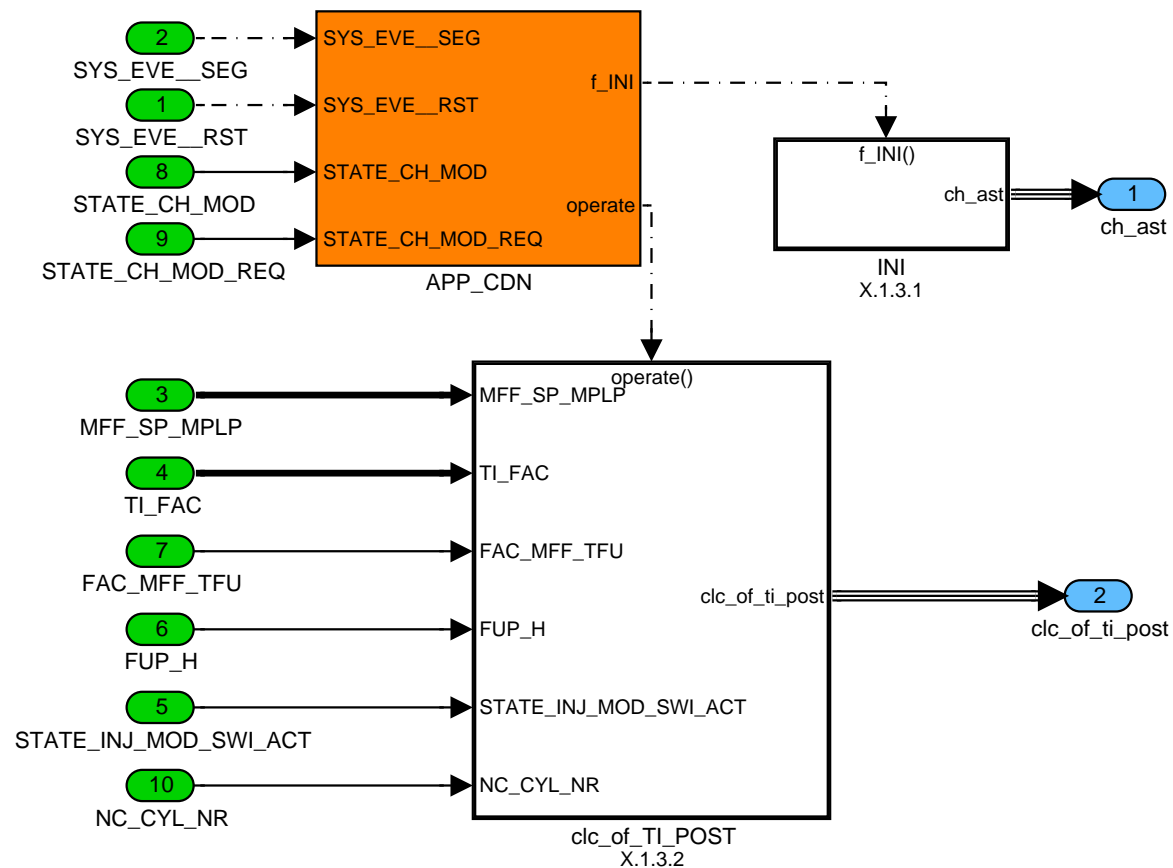 2
SYS_EVE__SEG
1
SYS_EVE__RST
8
STATE_CH_MOD
9
STATE_CH_MOD_REQ
SYS_EVE__SEG
SYS_EVE__RST
STATE_CH_MOD
STATE_CH_MOD_REQ
f_INI
operate
APP_CDN
f_INI()
ch_ast
INI
X.1.3.1
1
ch_ast
3
MFF_SP_MPLP
4
TI_FAC
7
FAC_MFF_TFU
6
FUP_H
5
STATE_INJ_MOD_SWI_ACT
10
NC_CYL_NR
operate()
MFF_SP_MPLP
TI_FAC
FAC_MFF_TFU
FUP_H
STATE_INJ_MOD_SWI_ACT
NC_CYL_NR
clc_of_ti_post
clc_of_TI_POST
X.1.3.2
2
clc_of_ti_post